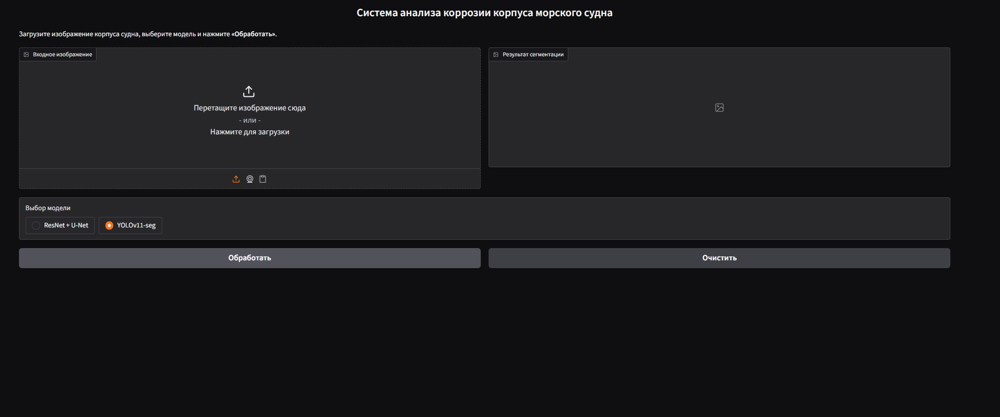 Система анализа коррозии корпуса морского судна
Загрузите изображение корпуса судна, выберите модель и нажмите «Обработать».
Входное изображение
Перетащите изображение сюда
- или -
Нажмите для загрузки
Результат сегментации
Выбор модели
ResNet + U-Net
YOLOv11-seg
Обработать
Очистить